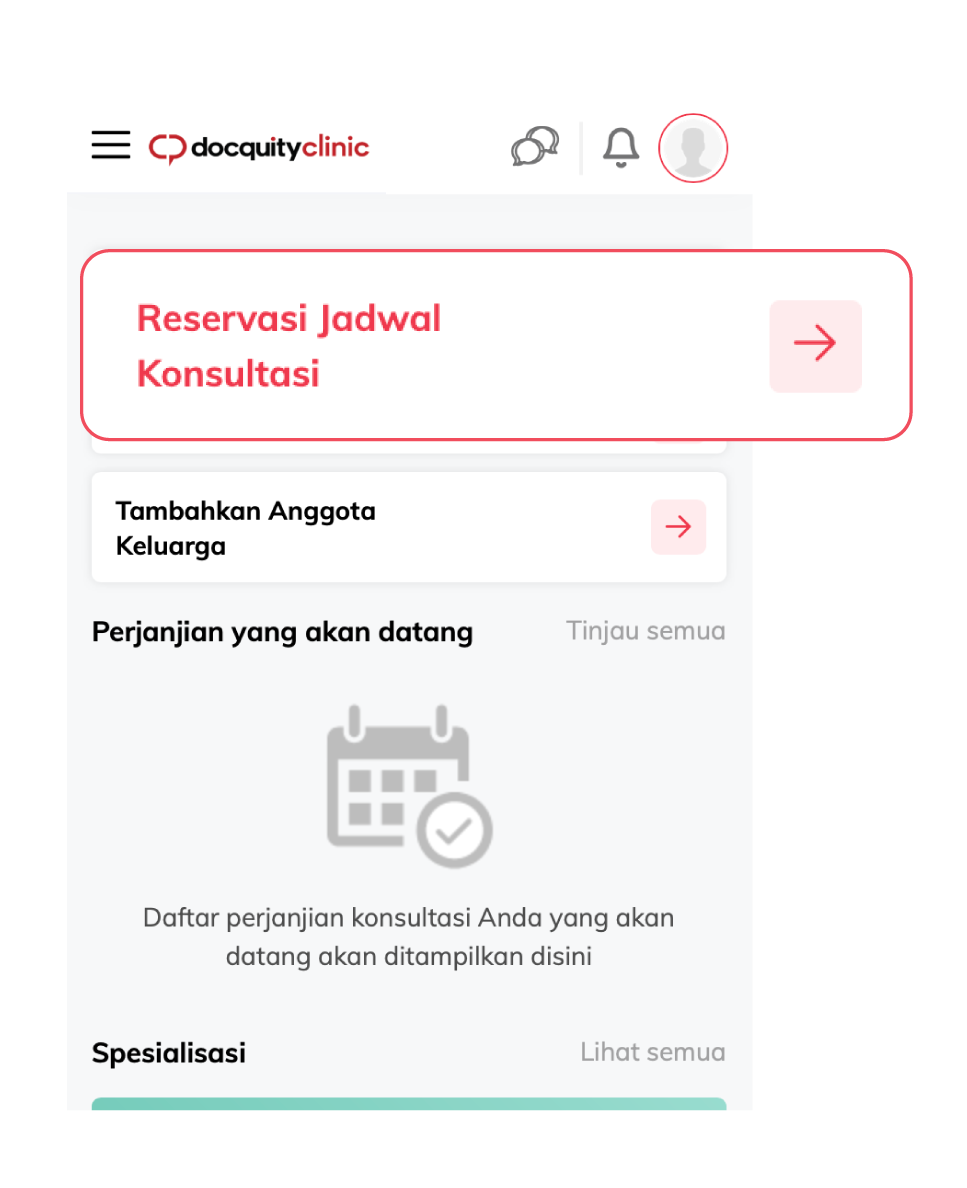 docquityclinic
Reservasi Jadwal
Konsultasi
Tambahkan Anggota
Keluarga
Perjanjian yang akan datang
Tinjau semua
Daftar perjanjian konsultasi Anda yang akan
datang akan ditampilkan disini
Spesialisasi
Lihat semua